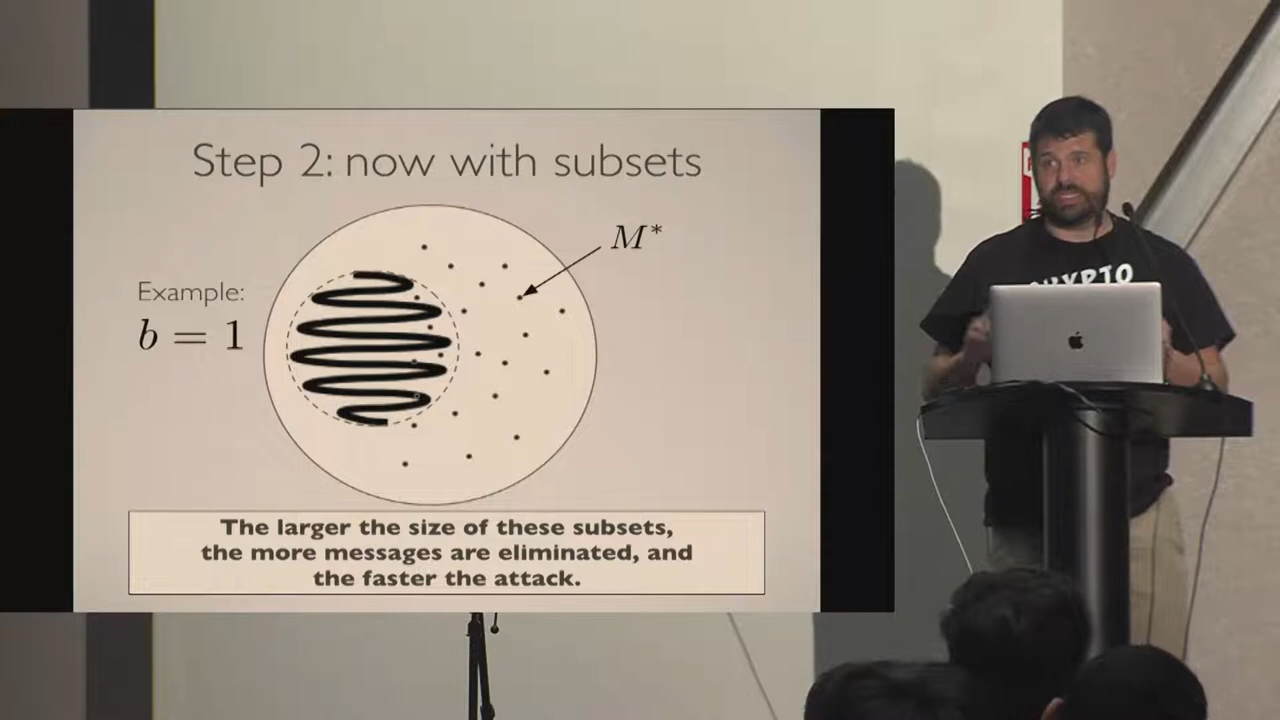 Step 2: now with subsets
M*
Example:
b = 1
The larger the size of these subsets,
the more messages are eliminated, and
the faster the attack.